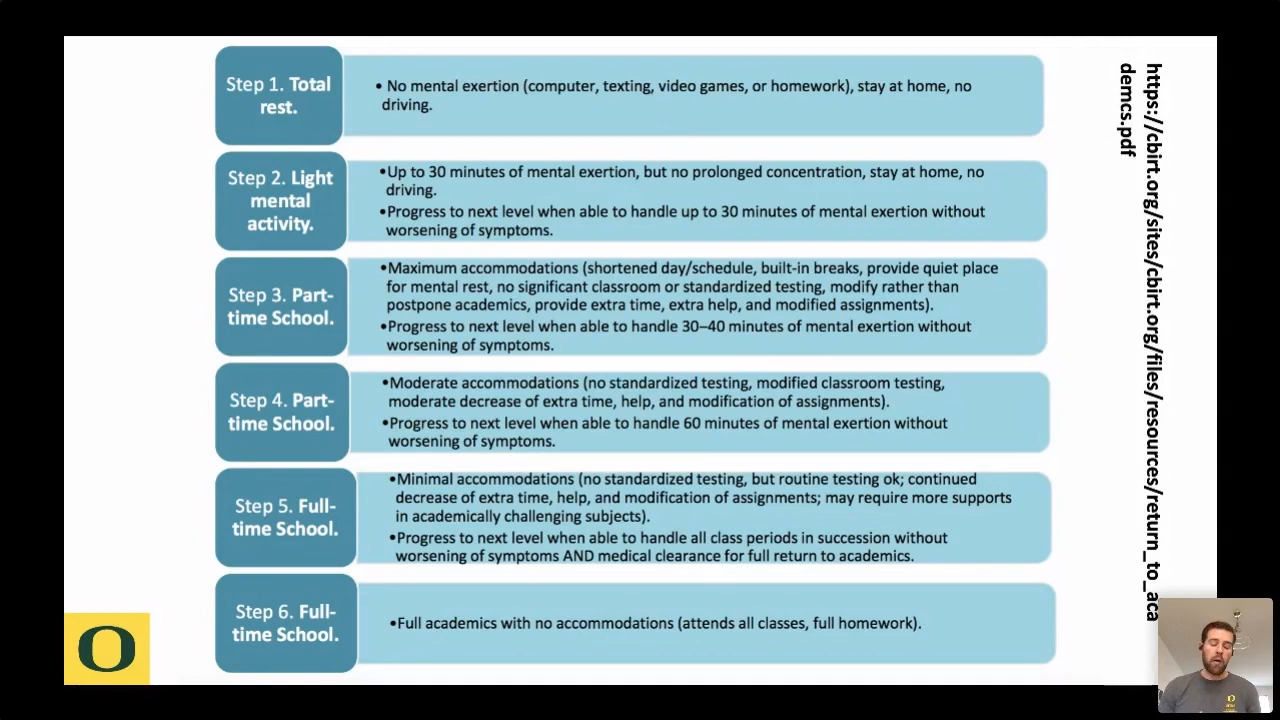 Step 1. Total
rest.
• No mental exertion (computer, texting, video games, or homework), stay at home, no
driving.
Step 2. Light
mental
activity.
•Up to 30 minutes of mental exertion, but no prolonged concentration, stay at home, no
driving.
•Progress to next level when able to handle up to 30 minutes of mental exertion without
worsening of symptoms.
Step 3. Part-
time School.
•Maximum accommodations (shortened day/schedule, built-in breaks, provide quiet place
for mental rest, no significant classroom or standardized testing, modify rather than
postpone academics, provide extra time, extra help, and modified assignments).
•Progress to next level when able to handle 30–40 minutes of mental exertion without
worsening of symptoms.
Step 4. Part-
time School.
•Moderate accommodations (no standardized testing, modified classroom testing,
moderate decrease of extra time, help, and modification of assignments).
•Progress to next level when able to handle 60 minutes of mental exertion without
worsening of symptoms.
Step 5. Full-
time School.
•Minimal accommodations (no standardized testing, but routine testing ok; continued
decrease of extra time, help, and modification of assignments; may require more supports
in academically challenging subjects).
•Progress to next level when able to handle all class periods in succession without
worsening of symptoms AND medical clearance for full return to academics.
Step 6. Full-
time School.
•Full academics with no accommodations (attends all classes, full homework).
https://cbirt.org/sites/cbirt.org/files/resources/return_to_aca
demcs.pdf
O